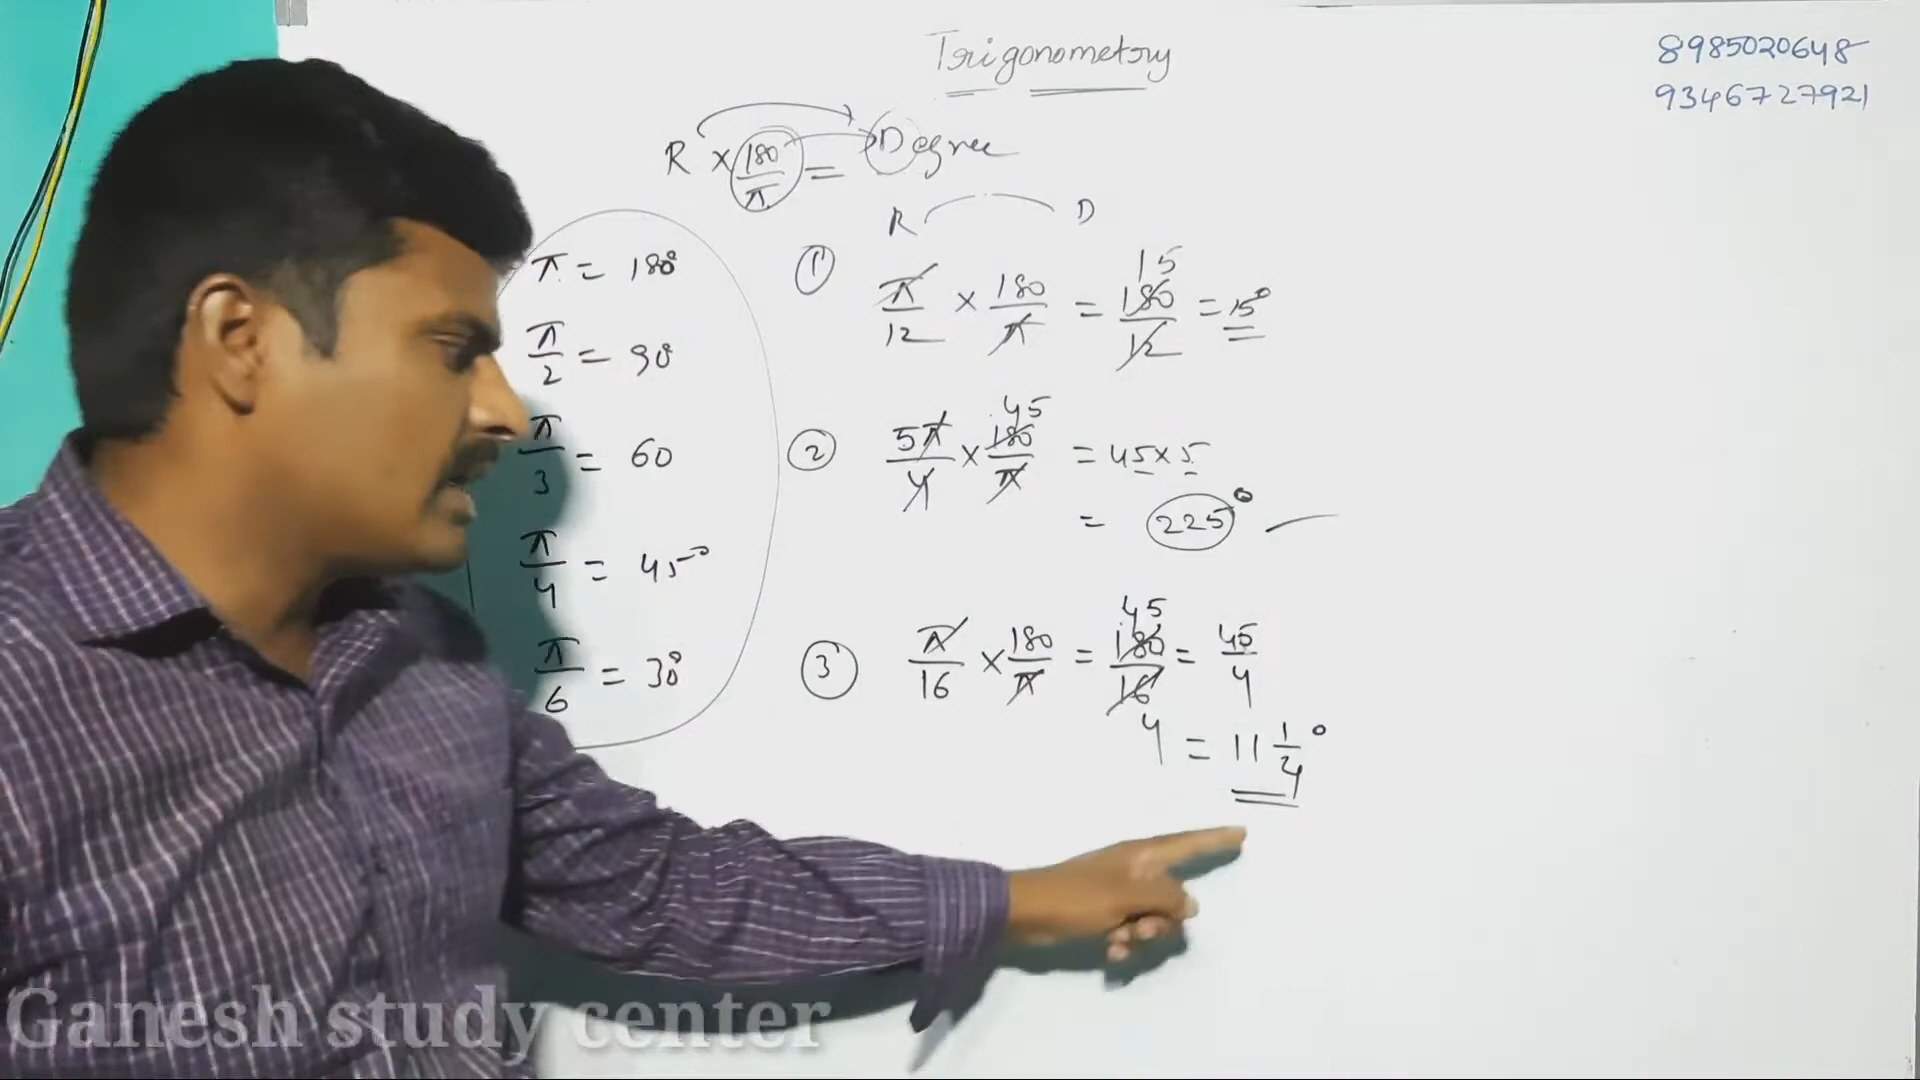 Trigonometry
8985020648
9346727921
R × 180/π = Degree
R D
π = 180°
π/2 = 90°
π/3 = 60
π/4 = 45°
π/6 = 30°
① π/12 × 180/π = 180/12 = 15°
15
② 5π/4 × 180/π = 45×5
45
= 225°
③ π/16 × 180/π = 180/16 = 45/4
45
4 = 11 1/4°
Ganesh study center